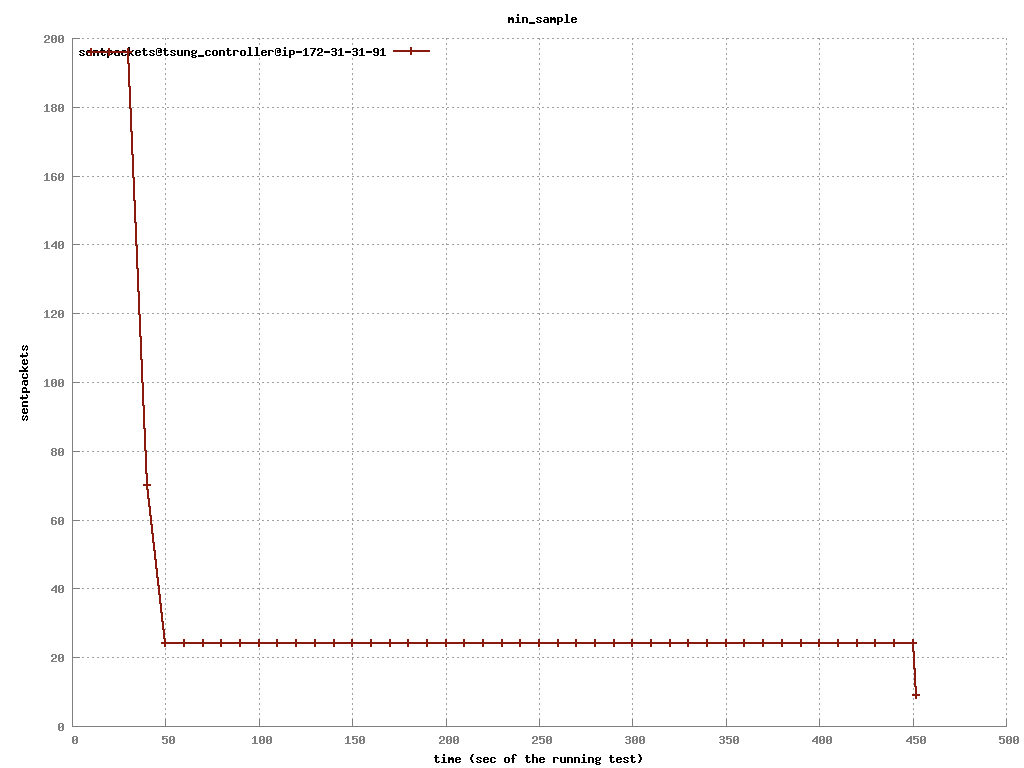 min_sample
200
sentpackets@tsung_controller@ip-172-31-31-91
180
160
140
120
100
80
60
40
20
0
sentpackets
0 50 100 150 200 250 300 350 400 450 500
time (sec of the running test)